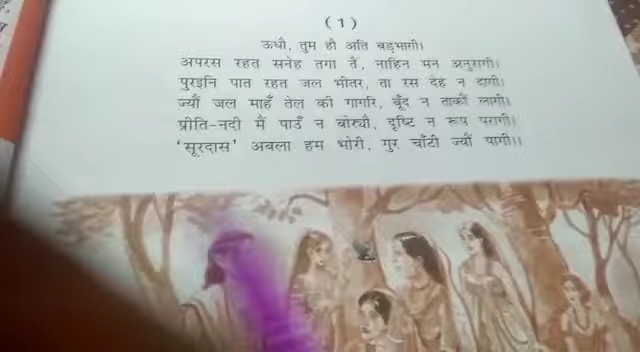 (1)
ऊधौ, तुम हौ अति बड़भागी।
अपरस रहत सनेह तगा तैं, नाहिन मन अनुरागी।
पुरइनि पात रहत जल भीतर, ता रस देह न दागी।
ज्यौं जल माहँ तेल की गागरि, बूँद न ताकौं लागी।
प्रीति-नदी मैं पाउँ न बोरयौ, दृष्टि न रूप परागी।
'सूरदास' अबला हम भोरी, गुर चाँटी ज्यौं पागी।।